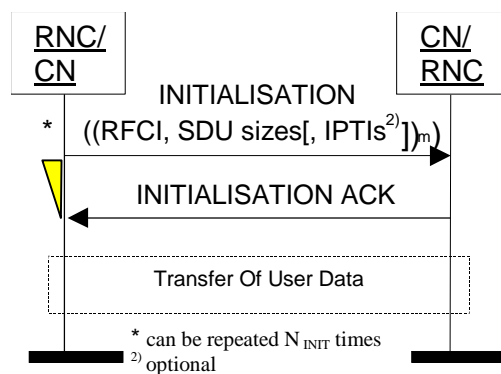 RNC/
CN
CN/
RNC
INITIALISATION
* ((RFCI, SDU sizes[, IPTIs2)])m)
INITIALISATION ACK
Transfer Of User Data
* can be repeated N INIT times
2) optional